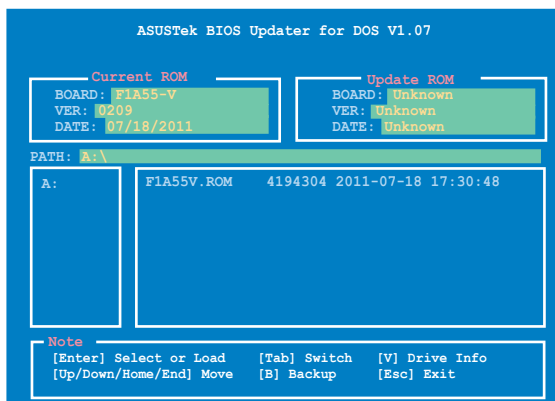 ASUSTek BIOS Updater for DOS V1.07
Current ROM
BOARD: F1A55-V
VER: 0209
DATE: 07/18/2011
Update ROM
BOARD: Unknown
VER: Unknown
DATE: Unknown
PATH: A:\
A:
F1A55V.ROM 4194304 2011-07-18 17:30:48
Note
[Enter] Select or Load [Tab] Switch [V] Drive Info
[Up/Down/Home/End] Move [B] Backup [Esc] Exit